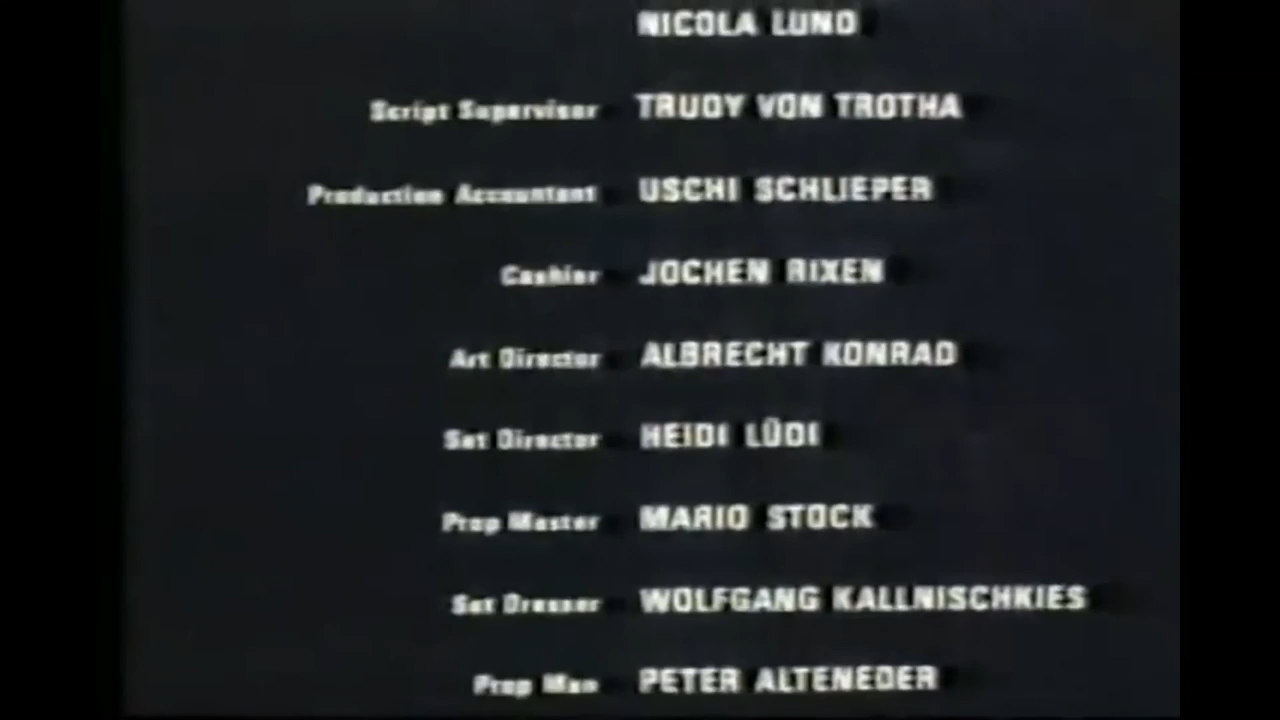 NICOLA LUND
Script Supervisor TRUDY VON TROTHA
Production Accountant USCHI SCHLIEPER
Cashier JOCHEN RIXEN
Art Director ALBRECHT KONRAD
Set Director HEIDI LÜDI
Prop Master MARIO STOCK
Set Dresser WOLFGANG KALLNISCHKIES
Prop Man PETER ALTENEDER